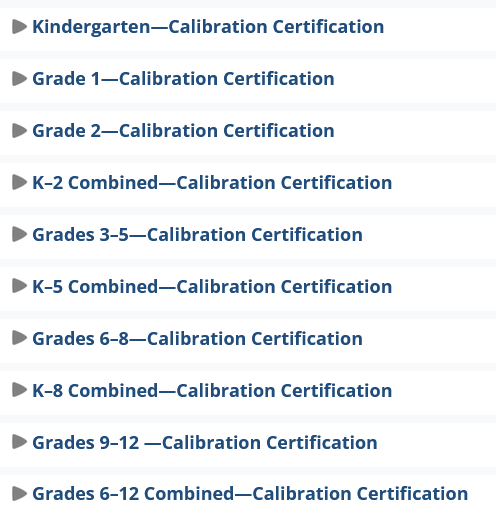 Kindergarten—Calibration Certification
Grade 1—Calibration Certification
Grade 2—Calibration Certification
K–2 Combined—Calibration Certification
Grades 3–5—Calibration Certification
K–5 Combined—Calibration Certification
Grades 6–8—Calibration Certification
K–8 Combined—Calibration Certification
Grades 9–12 —Calibration Certification
Grades 6–12 Combined—Calibration Certification